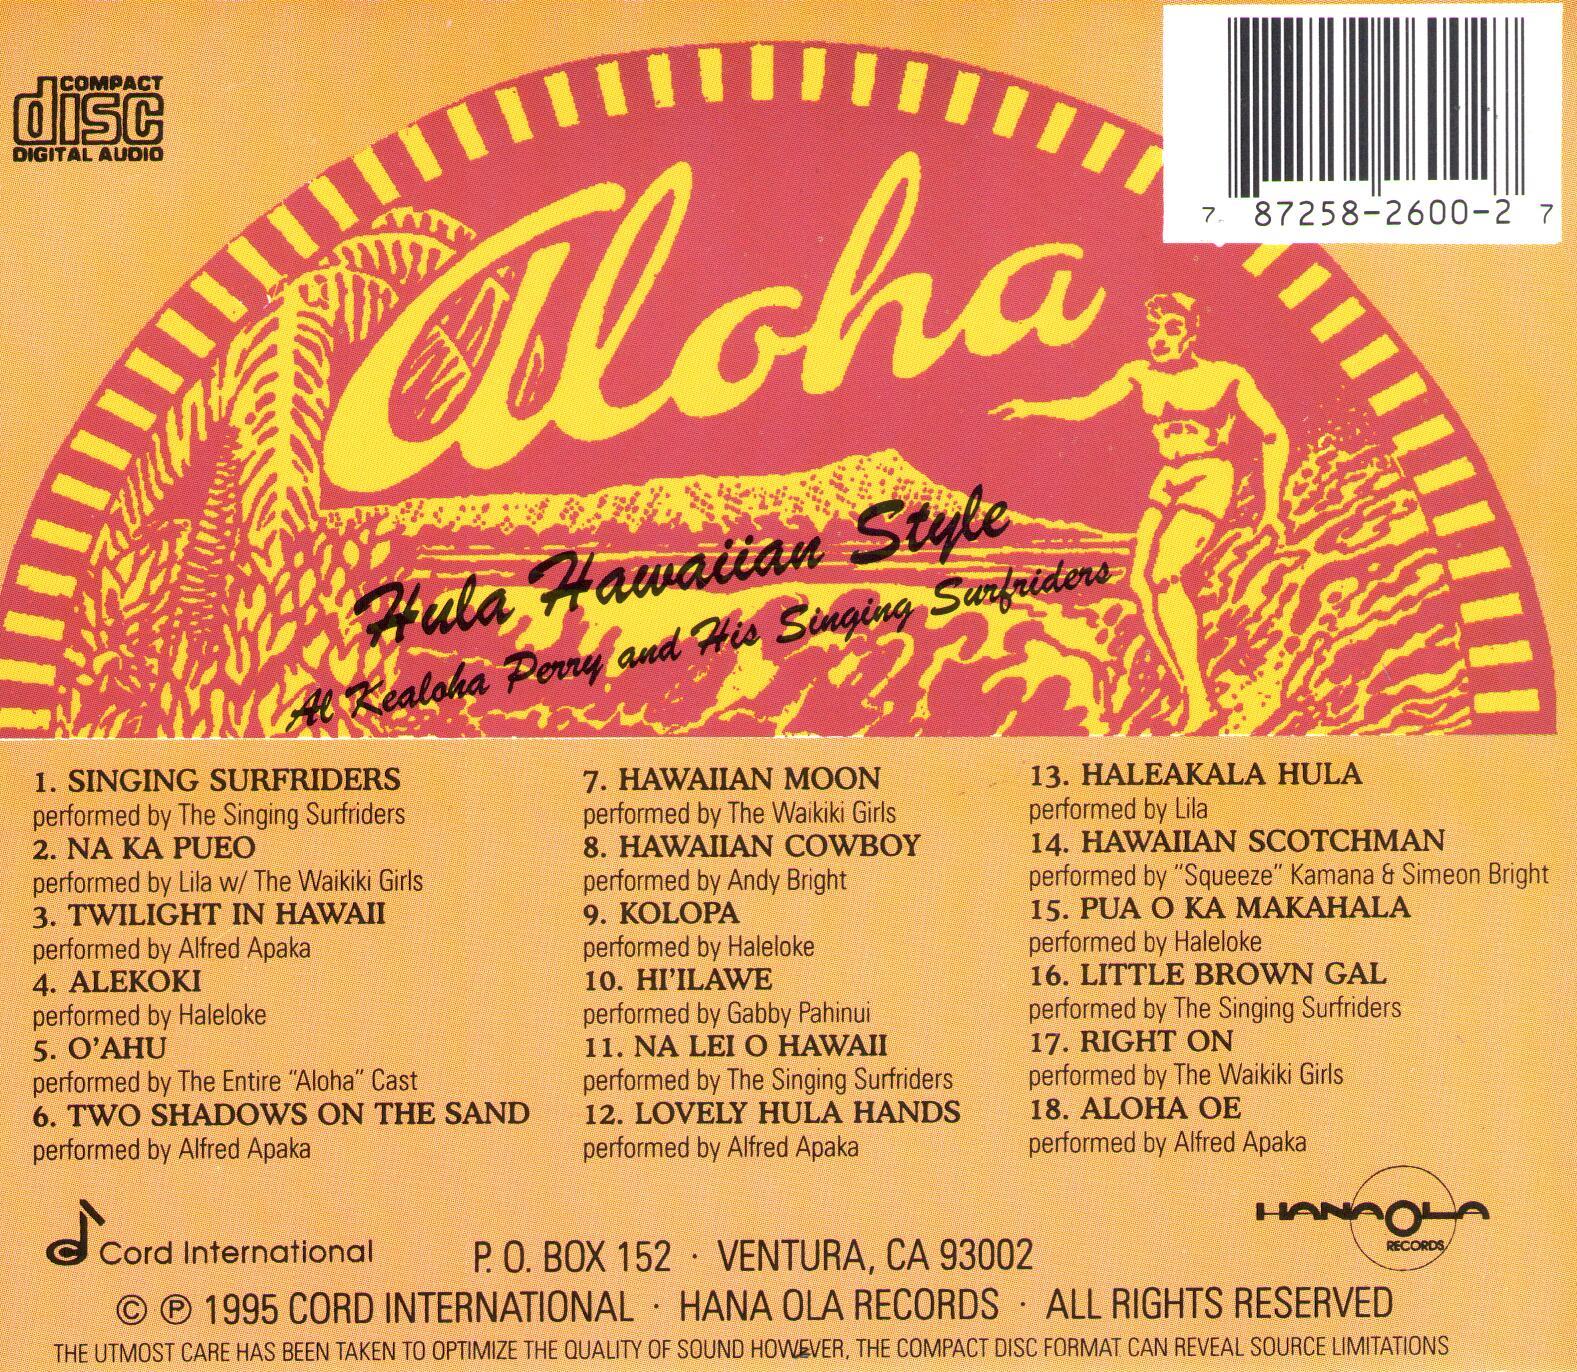 COMPACT
disc
DIGITAL AUDIO
7 87258-2600-2 7
Aloha
Hula Hawaiian Style
Al Kealoha Perry and His Singing Surfriders
1. SINGING SURFRIDERS
performed by The Singing Surfriders
2. NA KA PUEO
performed by Lila w/ The Waikiki Girls
3. TWILIGHT IN HAWAII
performed by Alfred Apaka
4. ALEKOKI
performed by Haleloke
5. O'AHU
performed by The Entire "Aloha" Cast
6. TWO SHADOWS ON THE SAND
performed by Alfred Apaka
7. HAWAIIAN MOON
performed by The Waikiki Girls
8. HAWAIIAN COWBOY
performed by Andy Bright
9. KOLOPA
performed by Haleloke
10. HI'ILAWE
performed by Gabby Pahinui
11. NA LEI O HAWAII
performed by The Singing Surfriders
12. LOVELY HULA HANDS
performed by Alfred Apaka
13. HALEAKALA HULA
performed by Lila
14. HAWAIIAN SCOTCHMAN
performed by "Squeeze" Kamana & Simeon Bright
15. PUA O KA MAKAHALA
performed by Haleloke
16. LITTLE BROWN GAL
performed by The Singing Surfriders
17. RIGHT ON
performed by The Waikiki Girls
18. ALOHA OE
performed by Alfred Apaka
Cord International
P. O. BOX 152 · VENTURA, CA 93002
HANAOLA
RECORDS
© ℗ 1995 CORD INTERNATIONAL · HANA OLA RECORDS · ALL RIGHTS RESERVED
THE UTMOST CARE HAS BEEN TAKEN TO OPTIMIZE THE QUALITY OF SOUND HOWEVER, THE COMPACT DISC FORMAT CAN REVEAL SOURCE LIMITATIONS